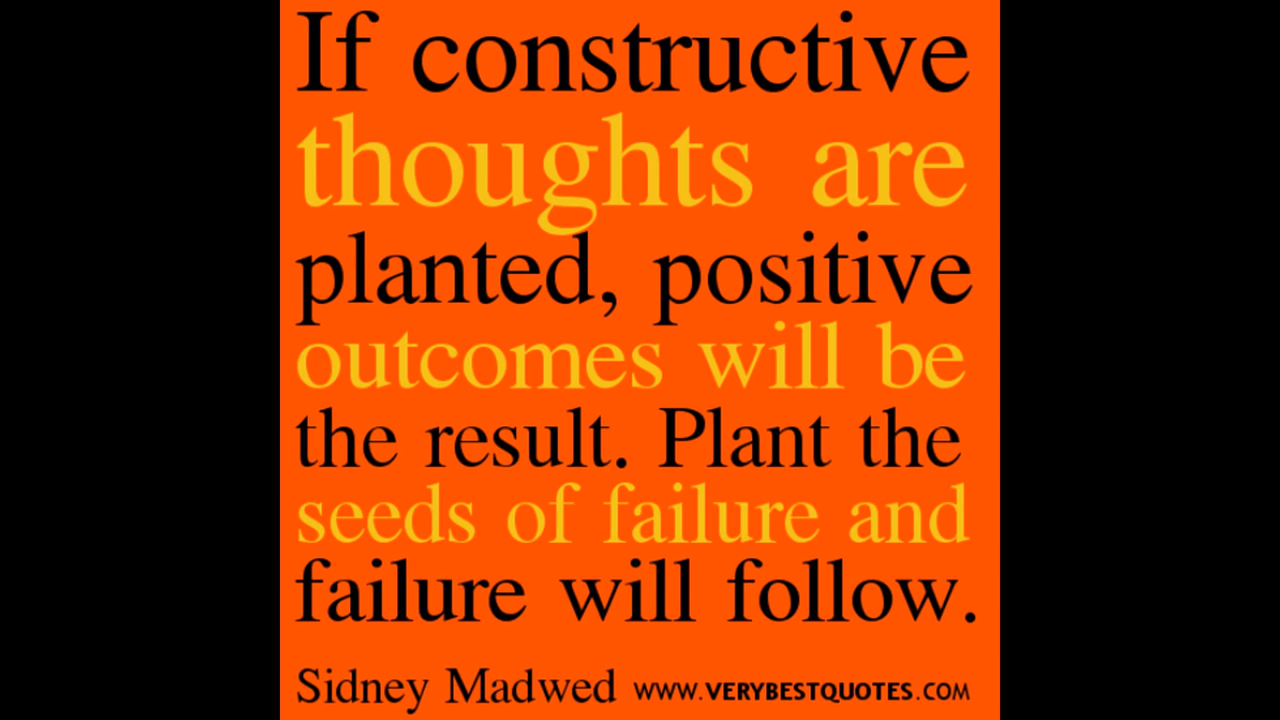 If constructive
thoughts are
planted, positive
outcomes will be
the result. Plant the
seeds of failure and
failure will follow.
Sidney Madwed www.VERYBESTQUOTES.COM